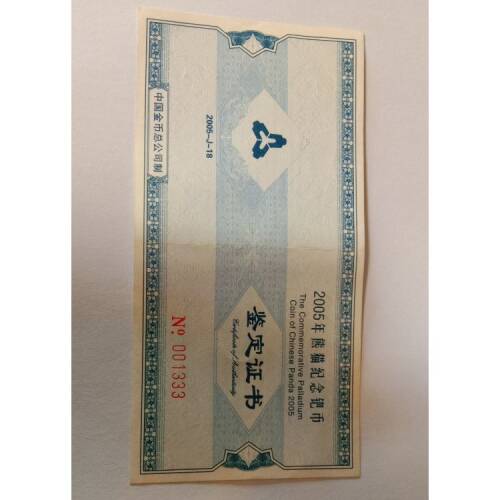 2005年熊猫纪念钯币
The Commemorative Palladium
Coin of Chinese Panda 2005
鉴定证书
Certificate of Authenticity
№ 001333
2005-J-18
中国金币总公司制